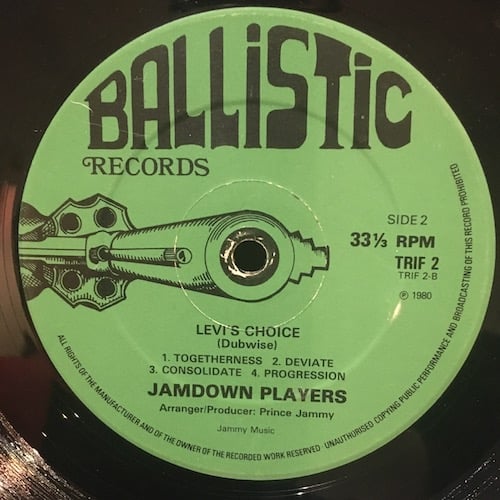 BALLISTIC
RECORDS
SIDE 2
33⅓ RPM
TRIF 2
TRIF 2-B
℗ 1980
LEVI'S CHOICE
(Dubwise)
1. TOGETHERNESS 2. DEVIATE
3. CONSOLIDATE 4. PROGRESSION
JAMDOWN PLAYERS
Arranger/Producer: Prince Jammy
Jammy Music
ALL RIGHTS OF THE MANUFACTURER AND OF THE OWNER OF THE RECORDED WORK RESERVED - UNAUTHORISED COPYING PUBLIC PERFORMANCE AND BROADCASTING OF THIS RECORD PROHIBITED